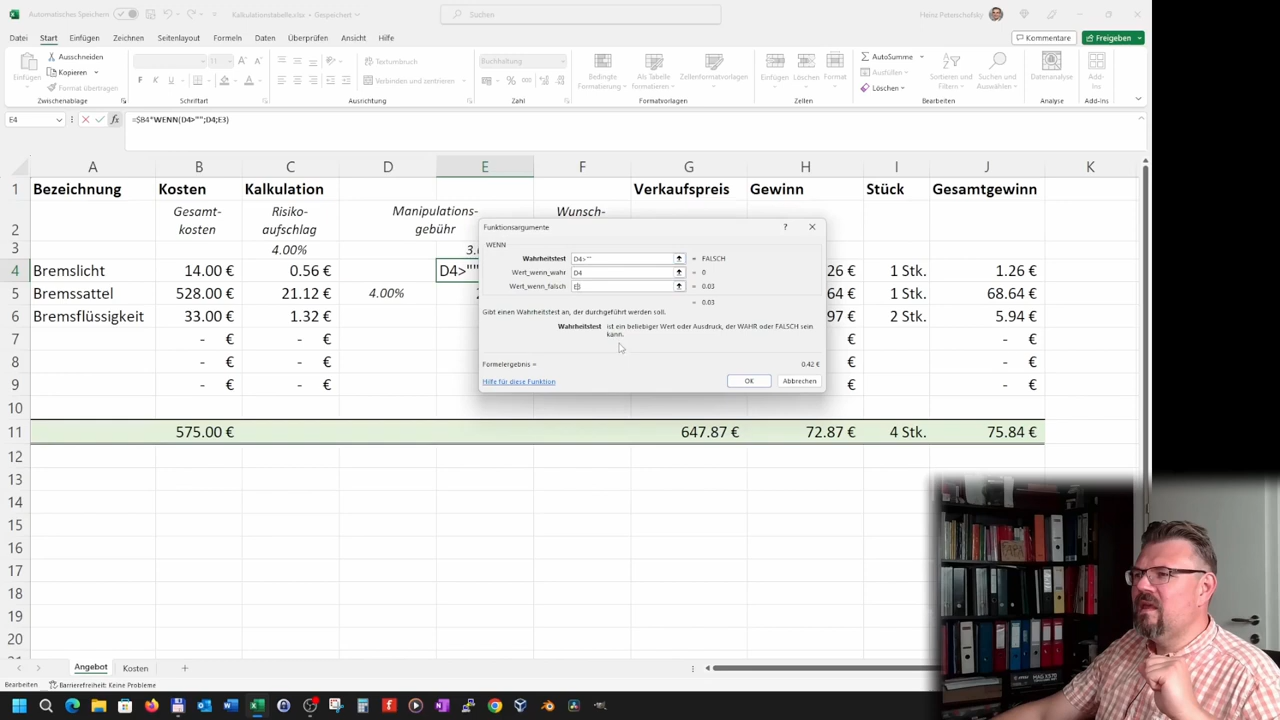 Automatisches Speichern
Kalkulationstabelle.xlsx • Gespeichert
Suchen
Heinz Peterschofsky
Datei Start Einfügen Zeichnen Seitenlayout Formeln Daten Überprüfen Ansicht Hilfe
Kommentare Freigeben
Einfügen
Ausschneiden
Kopieren
Format übertragen
Zwischenablage
F K U
Schriftart
Verbinden und zentrieren
Ausrichtung
Buchhaltung
Zahl
Bedingte Formatierung
Als Tabelle formatieren
Zellenformatvorlagen
Formatvorlagen
Einfügen Löschen Format
Zellen
AutoSumme
Ausfüllen
Löschen
Sortieren und Filtern
Suchen und Auswählen
Bearbeiten
Datenanalyse
Analyse
Add-Ins
Add-Ins
E4 fx =$B4*WENN(D4>"";D4;E3)
A B C D E F G H I J K
1 Bezeichnung Kosten Kalkulation Verkaufspreis Gewinn Stück Gesamtgewinn
2 Gesamt-kosten Risiko-aufschlag Manipulations-gebühr Wunsch-
3 4.00% 3.
4 Bremslicht 14.00 € 0.56 € D4>"" 26 € 1 Stk. 1.26 €
5 Bremssattel 528.00 € 21.12 € 4.00% € 1 Stk. 68.64 €
6 Bremsflüssigkeit 33.00 € 1.32 € 97 € 2 Stk. 5.94 €
7 - € - € € - €
8 - € - € € - €
9 - € - € € - €
10
11 575.00 € 647.87 € 72.87 € 4 Stk. 75.84 €
12
13
14
15
16
17
18
19
20
Funktionsargumente ?
WENN
Wahrheitstest D4>"" = FALSCH
Wert_wenn_wahr D4 = 0
Wert_wenn_falsch E3 = 0.03
= 0.03
Gibt einen Wahrheitstest an, der durchgeführt werden soll.
Wahrheitstest ist ein beliebiger Wert oder Ausdruck, der WAHR oder FALSCH sein
kann.
Formelergebnis = 0.42 €
Hilfe für diese Funktion
OK Abbrechen
Angebot Kosten
Bearbeiten Barrierefreiheit: Keine Probleme